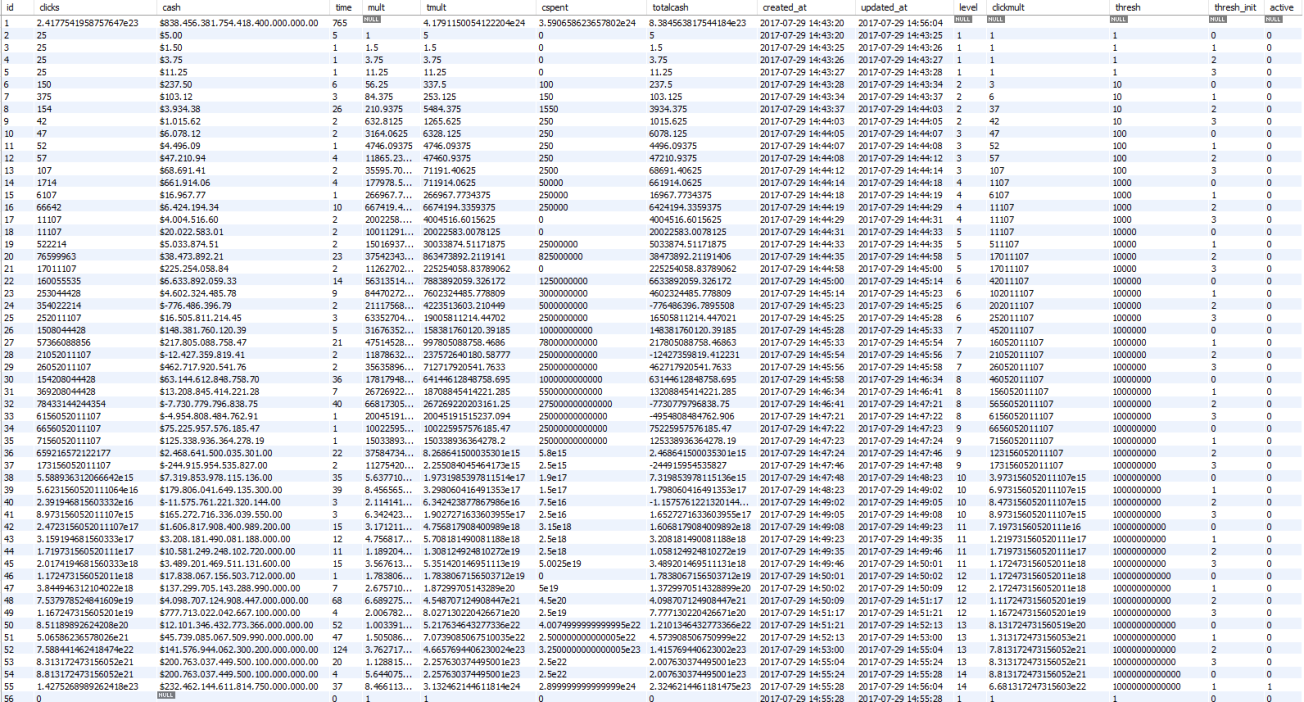 id clicks cash time mult tmult cspent totalcash created_at updated_at level clickmult thresh thresh_init active
1 2.4177541958757647e23 $838.456.381.754.418.400.000.000.00 765 NULL 4.1791150054122204e24 3.590658623657802e24 8.384563817544184e23 2017-07-29 14:43:20 2017-07-29 14:56:04 NULL NULL NULL NULL NULL
2 25 $5.00 5 1 5 0 5 2017-07-29 14:43:20 2017-07-29 14:43:25 1 1 1 0 0
3 25 $1.50 1 1.5 1.5 0 1.5 2017-07-29 14:43:25 2017-07-29 14:43:26 1 1 1 1 0
4 25 $3.75 1 3.75 3.75 0 3.75 2017-07-29 14:43:26 2017-07-29 14:43:27 1 1 1 2 0
5 25 $11.25 1 11.25 11.25 0 11.25 2017-07-29 14:43:27 2017-07-29 14:43:28 1 1 1 3 0
6 150 $237.50 6 56.25 337.5 100 237.5 2017-07-29 14:43:28 2017-07-29 14:43:34 2 3 10 0 0
7 375 $103.12 3 84.375 253.125 150 103.125 2017-07-29 14:43:34 2017-07-29 14:43:37 2 6 10 1 0
8 154 $3.934.38 26 210.9375 5484.375 1550 3934.375 2017-07-29 14:43:37 2017-07-29 14:44:03 2 37 10 2 0
9 42 $1.015.62 2 632.8125 1265.625 250 1015.625 2017-07-29 14:44:03 2017-07-29 14:44:05 2 42 10 3 0
10 47 $6.078.12 2 3164.0625 6328.125 250 6078.125 2017-07-29 14:44:05 2017-07-29 14:44:07 3 47 100 0 0
11 52 $4.496.09 1 4746.09375 4746.09375 250 4496.09375 2017-07-29 14:44:07 2017-07-29 14:44:08 3 52 100 1 0
12 57 $47.210.94 4 11865.23... 47460.9375 250 47210.9375 2017-07-29 14:44:08 2017-07-29 14:44:12 3 57 100 2 0
13 107 $68.691.41 2 35595.70... 71191.40625 2500 68691.40625 2017-07-29 14:44:12 2017-07-29 14:44:14 3 107 100 3 0
14 1714 $661.914.06 4 177978.5... 711914.0625 50000 661914.0625 2017-07-29 14:44:14 2017-07-29 14:44:18 4 1107 1000 0 0
15 6107 $16.967.77 1 266967.7... 266967.7734375 250000 16967.7734375 2017-07-29 14:44:18 2017-07-29 14:44:19 4 6107 1000 1 0
16 66642 $6.424.194.34 10 667419.4... 6674194.3359375 250000 6424194.3359375 2017-07-29 14:44:19 2017-07-29 14:44:29 4 11107 1000 2 0
17 11107 $4.004.516.60 2 2002258.... 4004516.6015625 0 4004516.6015625 2017-07-29 14:44:29 2017-07-29 14:44:31 4 11107 1000 3 0
18 11107 $20.022.583.01 2 10011291... 20022583.0078125 0 20022583.0078125 2017-07-29 14:44:31 2017-07-29 14:44:33 5 11107 10000 0 0
19 522214 $5.033.874.51 2 15016937... 30033874.51171875 25000000 5033874.51171875 2017-07-29 14:44:33 2017-07-29 14:44:35 5 511107 10000 1 0
20 76599963 $38.473.892.21 23 37542343... 863473892.2119141 825000000 38473892.21191406 2017-07-29 14:44:35 2017-07-29 14:44:58 5 17011107 10000 2 0
21 17011107 $225.254.058.84 2 11262702... 225254058.83789062 0 225254058.83789062 2017-07-29 14:44:58 2017-07-29 14:45:00 5 17011107 10000 3 0
22 160055535 $6.633.892.059.33 14 56313514... 7883892059.326172 1250000000 6633892059.326172 2017-07-29 14:45:00 2017-07-29 14:45:14 6 42011107 100000 0 0
23 253044428 $4.602.324.485.78 9 84470272... 7602324485.778809 3000000000 4602324485.778809 2017-07-29 14:45:14 2017-07-29 14:45:23 6 102011107 100000 1 0
24 354022214 $-776.486.396.79 2 21117568... 4223513603.210449 5000000000 -776486396.7895508 2017-07-29 14:45:23 2017-07-29 14:45:25 6 202011107 100000 2 0
25 252011107 $16.505.811.214.45 3 63352704... 19005811214.44702 2500000000 16505811214.447021 2017-07-29 14:45:25 2017-07-29 14:45:28 6 252011107 100000 3 0
26 1508044428 $148.381.760.120.39 5 31676352... 158381760120.39185 10000000000 148381760120.39185 2017-07-29 14:45:28 2017-07-29 14:45:33 7 452011107 1000000 0 0
27 57366088856 $217.805.088.758.47 21 47514528... 997805088758.4686 780000000000 217805088758.46863 2017-07-29 14:45:33 2017-07-29 14:45:54 7 16052011107 1000000 1 0
28 21052011107 $-12.427.359.819.41 2 11878632... 237572640180.58777 250000000000 -12427359819.412231 2017-07-29 14:45:54 2017-07-29 14:45:56 7 21052011107 1000000 2 0
29 26052011107 $462.717.920.541.76 2 35635896... 712717920541.7633 250000000000 462717920541.7633 2017-07-29 14:45:56 2017-07-29 14:45:58 7 26052011107 1000000 3 0
30 154208044428 $63.144.612.848.758.70 36 17817948... 64144612848758.695 1000000000000 63144612848758.695 2017-07-29 14:45:58 2017-07-29 14:46:34 8 46052011107 10000000 0 0
31 369208044428 $13.208.845.414.221.28 7 26726922... 18708845414221.285 5500000000000 13208845414221.285 2017-07-29 14:46:34 2017-07-29 14:46:41 8 156052011107 10000000 1 0
32 78433144244354 $-7.730.779.796.838.75 40 66817305... 267269220203161.25 275000000000000 -7730779796838.75 2017-07-29 14:46:41 2017-07-29 14:47:21 8 5656052011107 10000000 2 0
33 6156052011107 $-4.954.808.484.762.91 1 20045191... 20045191515237.094 25000000000000 -4954808484762.906 2017-07-29 14:47:21 2017-07-29 14:47:22 8 6156052011107 10000000 3 0
34 6656052011107 $75.225.957.576.185.47 1 10022595... 100225957576185.47 25000000000000 75225957576185.47 2017-07-29 14:47:22 2017-07-29 14:47:23 9 6656052011107 100000000 0 0
35 7156052011107 $125.338.936.364.278.19 1 15033893... 150338936364278.2 25000000000000 125338936364278.19 2017-07-29 14:47:23 2017-07-29 14:47:24 9 7156052011107 100000000 1 0
36 659216572122177 $2.468.641.500.035.301.00 22 37584734... 8.268641500035301e15 5.8e15 2.468641500035301e15 2017-07-29 14:47:24 2017-07-29 14:47:46 9 123156052011107 100000000 2 0
37 173156052011107 $-244.915.954.535.827.00 2 11275420... 2.255084045464173e15 2.5e15 -244915954535827 2017-07-29 14:47:46 2017-07-29 14:47:48 9 173156052011107 100000000 3 0
38 5.588936312066642e15 $7.319.853.978.115.136.00 35 5.637710... 1.9731985397811514e17 1.9e17 7.319853978115136e15 2017-07-29 14:47:48 2017-07-29 14:48:23 10 3.973156052011107e15 1000000000 0 0
39 5.6231560520111064e16 $179.806.041.649.135.300.00 39 8.456565... 3.298060416491353e17 1.5e17 1.798060416491353e17 2017-07-29 14:48:23 2017-07-29 14:49:02 10 5.973156052011107e15 1000000000 1 0
40 2.3919468156033332e16 $-11.575.761.221.320.144.00 3 2.114141... 6.3424238778679​86e16 7.5e16 -1.1575761220132014... 2017-07-29 14:49:02 2017-07-29 14:49:05 10 8.473156052011107e15 1000000000 2 0
41 8.973156052011107e15 $165.272.716.336.039.550.00 3 6.342423... 1.9027271633603955e17 2.5e16 1.6527271633603955e17 2017-07-29 14:49:05 2017-07-29 14:49:08 10 8.973156052011107e15 1000000000 3 0
42 2.4723156052011107e17 $1.606.817.908.400.989.200.00 15 3.171211... 4.756817908400989e18 3.15e18 1.6068179084009892e18 2017-07-29 14:49:08 2017-07-29 14:49:23 11 7.19731560520111e16 10000000000 0 0
43 3.1591946815603333e17 $3.208.181.490.081.188.000.00 12 4.756817... 5.708181490081188e18 2.5e18 3.208181490081188e18 2017-07-29 14:49:23 2017-07-29 14:49:35 11 1.2197315605201​11e17 10000000000 1 0
44 1.719731560520111e17 $10.581.249.248.102.720.000.00 11 1.189204... 1.3081249248102​72e19 2.5e18 1.058124924810272e19 2017-07-29 14:49:35 2017-07-29 14:49:46 11 1.719731560520111e17 10000000000 2 0
45 2.0174194681560333e18 $3.489.201.469.511.131.600.00 15 3.567613... 5.351420146951113e19 5.0025e19 3.4892014695​1131e18 2017-07-29 14:49:46 2017-07-29 14:50:01 11 1.1724731560520​11e18 10000000000 3 0
46 1.172473156052011e18 $17.838.067.156.503.712.000.00 1 1.783806... 1.7838067156503712e19 0 1.7838067156503712e19 2017-07-29 14:50:01 2017-07-29 14:50:02 12 1.172473156052011e18 100000000000 0 0
47 3.844946312104022e18 $137.299.705.143.288.990.000.00 7 2.675710... 1.87299705143289e20 5e19 1.3729970514328899e20 2017-07-29 14:50:02 2017-07-29 14:50:09 12 2.172473156052011e18 100000000000 1 0
48 7.537978524841609e19 $4.098.707.124.908.447.000.000.00 68 6.689275... 4.548707124908447e21 4.5e20 4.098707124908447e21 2017-07-29 14:50:09 2017-07-29 14:51:17 12 1.1167247315605201e19 100000000000 2 0
49 1.1672473156052​01e19 $777.713.022.042.667.100.000.00 4 2.006782... 8.027130220426671e20 2.5e19 7.777130220426671e20 2017-07-29 14:51:17 2017-07-29 14:51:21 12 1.167247315605201e19 100000000000 3 0
50 8.51189892624208e20 $12.101.346.432.773.366.000.000.00 52 1.003391... 5.217634643277336e22 4.007499999999995e22 1.2101346432773366e22 2017-07-29 14:51:21 2017-07-29 14:52:13 13 8.13172473156051​9e20 1000000000000 0 0
51 5.06586236578026e21 $45.739.085.067.509.990.000.000.00 47 1.505086... 7.073908506751003​5e22 2.500000000000005e22 4.573908506750999e22 2017-07-29 14:52:13 2017-07-29 14:53:00 13 1.3131724731560​53e21 1000000000000 1 0
52 7.588441462418474e22 $141.576.944.062.300.200.000.000.00 124 3.762717... 4.6657694406230024e23 3.2500000000000005e23 1.415769440623002e23 2017-07-29 14:53:00 2017-07-29 14:55:04 13 7.813172473156052e21 1000000000000 2 0
53 8.313172473156052e21 $200.763.037.449.500.100.000.000.00 20 1.128815... 2.25763037449500​1e23 2.5e22 2.007630374495001e23 2017-07-29 14:55:04 2017-07-29 14:55:24 13 8.313172473156052e21 1000000000000 3 0
54 8.813172473156052e21 $200.763.037.449.500.100.000.000.00 4 5.644075... 2.257630374495001e23 2.5e22 2.007630374495001e23 2017-07-29 14:55:24 2017-07-29 14:55:28 14 8.813172473156052e21 10000000000000 0 0
55 1.4275268989262418e23 $232.462.144.611.814.750.000.000.00 37 8.466113... 3.132462144611814e24 2.899999999999999e24 2.3246214461181475e23 2017-07-29 14:55:28 2017-07-29 14:56:04 14 6.681317247315603e22 10000000000000 1 1
56 0 NULL 0 1 1 0 0 2017-07-29 14:55:28 2017-07-29 14:55:28 1 1 1 0 0